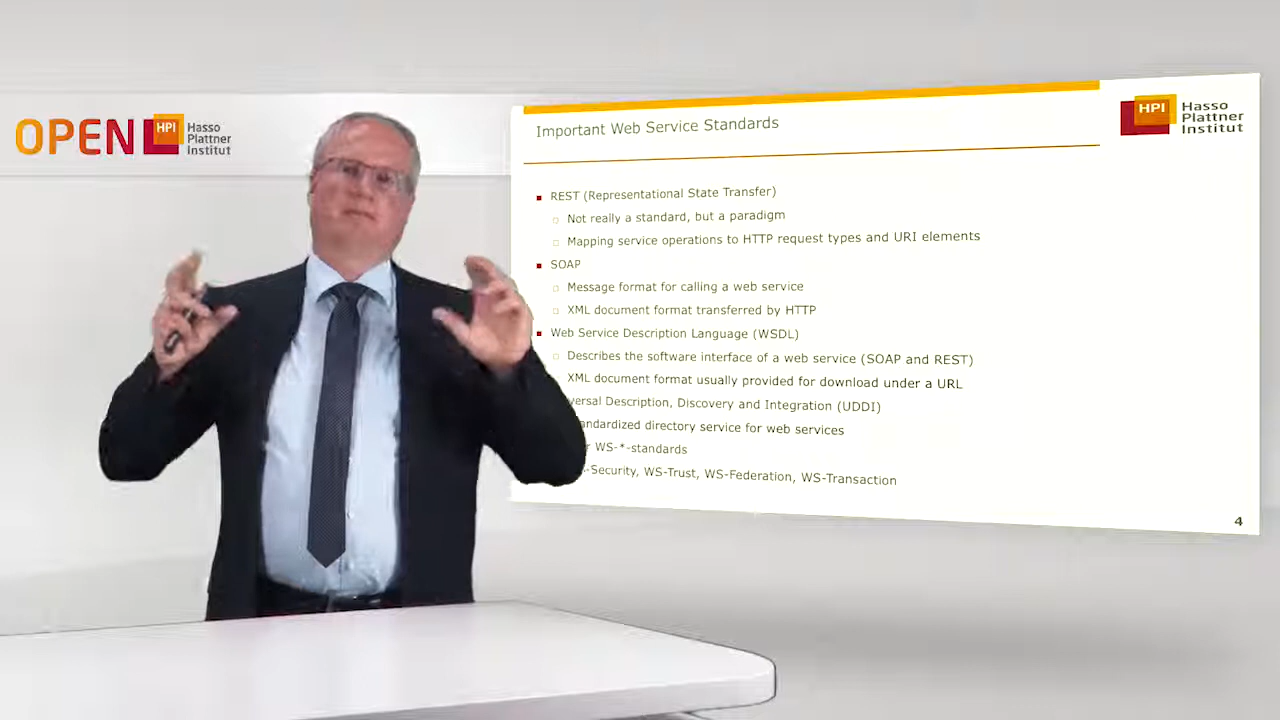 OPEN HPI Hasso
Plattner
Institut
Important Web Service Standards
HPI Hasso
Plattner
Institut
REST (Representational State Transfer)
Not really a standard, but a paradigm
Mapping service operations to HTTP request types and URI elements
SOAP
Message format for calling a web service
XML document format transferred by HTTP
Web Service Description Language (WSDL)
Describes the software interface of a web service (SOAP and REST)
XML document format usually provided for download under a URL
Description, Discovery and Integration (UDDI)
directory service for web services
WS-*-standards
WS-Trust, WS-Federation, WS-Transaction
4